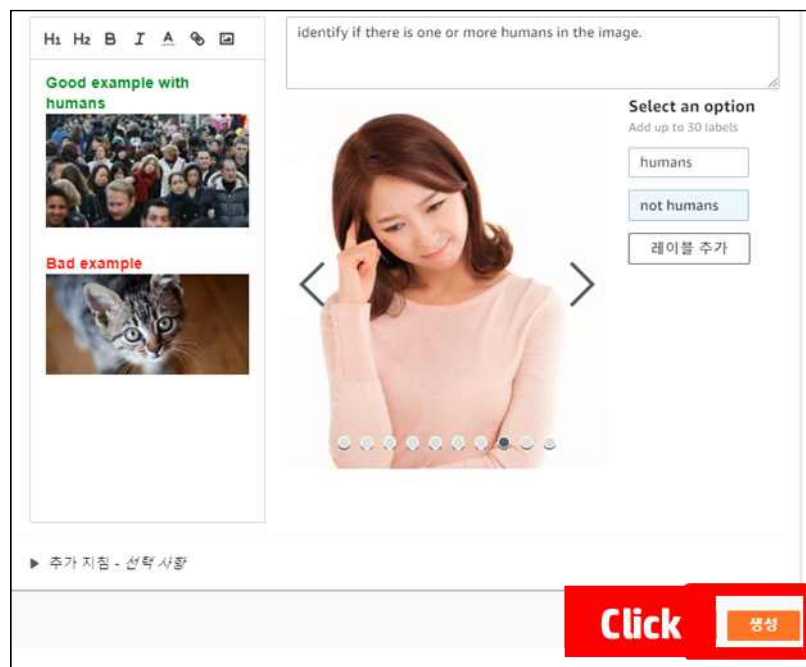 H1 H2 B I A
Good example with
humans
Bad example
identify if there is one or more humans in the image.
Select an option
Add up to 30 labels
humans
not humans
레이블 추가
▶ 추가 지침 - 선택 사항
Click
생성